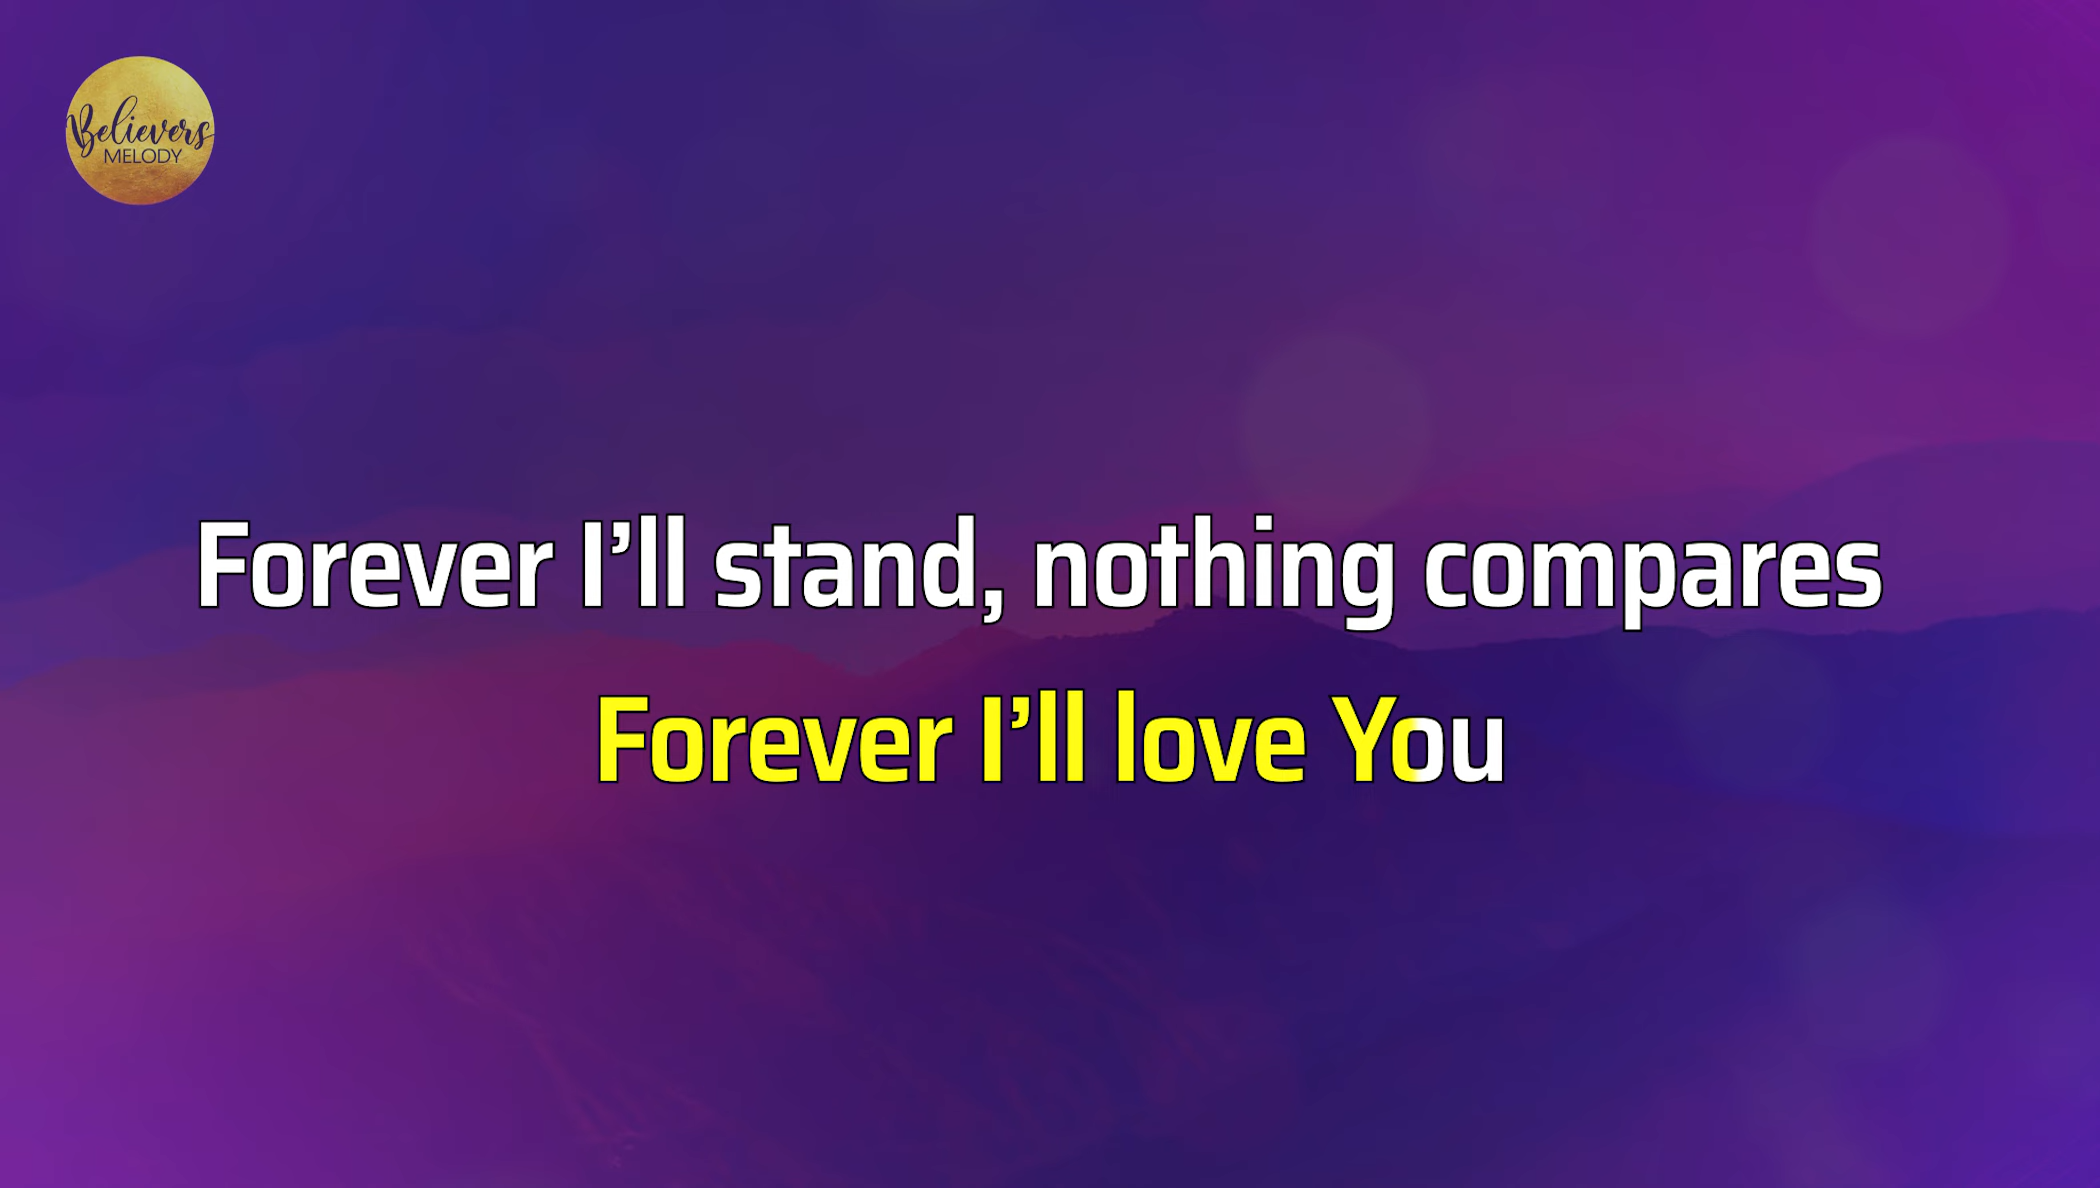 Believers
MELODY
Forever I’ll stand, nothing compares
Forever I’ll love You